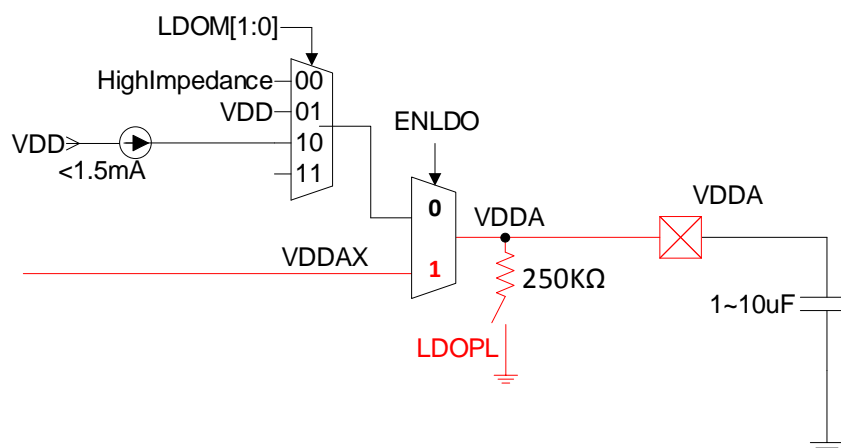 LDOM[1:0]
HighImpedance
00
VDD
01
VDD
10
<1.5mA
11
ENLDO
0
VDDA
VDDA
VDDAX
1
250KΩ
1~10uF
LDOPL